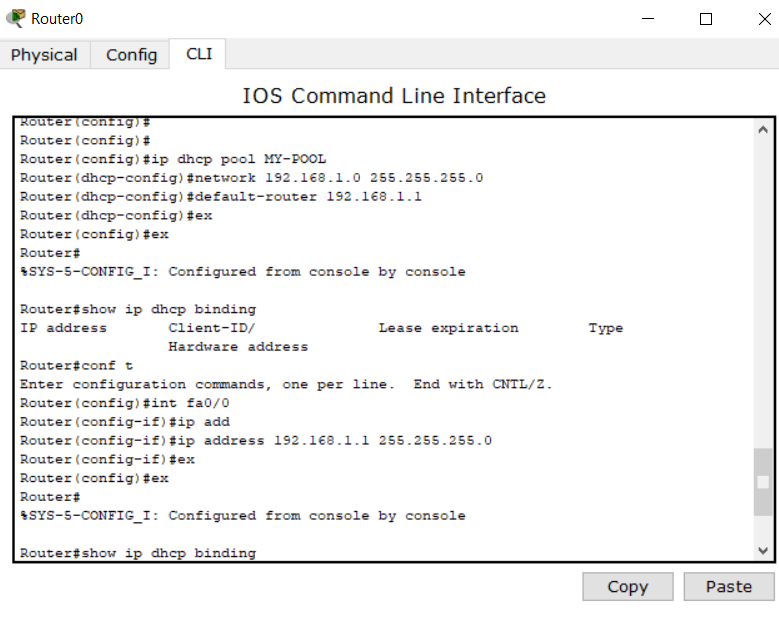 Router0
Physical Config CLI
IOS Command Line Interface
Router(config)#
Router(config)#
Router(config)#ip dhcp pool MY-POOL
Router(dhcp-config)#network 192.168.1.0 255.255.255.0
Router(dhcp-config)#default-router 192.168.1.1
Router(dhcp-config)#ex
Router(config)#ex
Router#
%SYS-5-CONFIG_I: Configured from console by console
Router#show ip dhcp binding
IP address Client-ID/ Lease expiration Type
Hardware address
Router#conf t
Enter configuration commands, one per line. End with CNTL/Z.
Router(config)#int fa0/0
Router(config-if)#ip add
Router(config-if)#ip address 192.168.1.1 255.255.255.0
Router(config-if)#ex
Router(config)#ex
Router#
%SYS-5-CONFIG_I: Configured from console by console
Router#show ip dhcp binding
Copy Paste